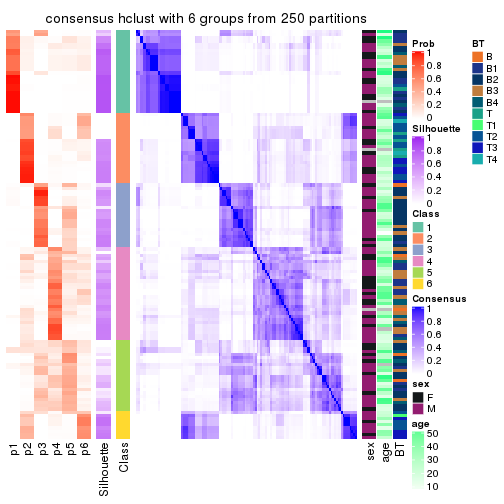 consensus hclust with 6 groups from 250 partitions
Prob
1
0.8
0.6
0.4
0.2
0
Silhouette
1
0.8
0.6
0.4
0.2
0
Class
1
2
3
4
5
6
Consensus
1
0.8
0.6
0.4
0.2
0
sex
F
M
age
50
40
30
20
10
BT
B
B1
B2
B3
B4
T
T1
T2
T3
T4
p1
p2
p3
p4
p5
p6
Silhouette
Class
sex
age
BT